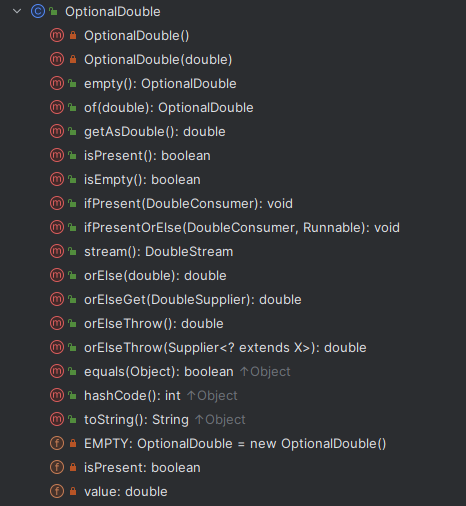 OptionalDouble
OptionalDouble()
OptionalDouble(double)
empty(): OptionalDouble
of(double): OptionalDouble
getAsDouble(): double
isPresent(): boolean
isEmpty(): boolean
ifPresent(DoubleConsumer): void
ifPresentOrElse(DoubleConsumer, Runnable): void
stream(): DoubleStream
orElse(double): double
orElseGet(DoubleSupplier): double
orElseThrow(): double
orElseThrow(Supplier<? extends X>): double
equals(Object): boolean ↑Object
hashCode(): int ↑Object
toString(): String ↑Object
EMPTY: OptionalDouble = new OptionalDouble()
isPresent: boolean
value: double